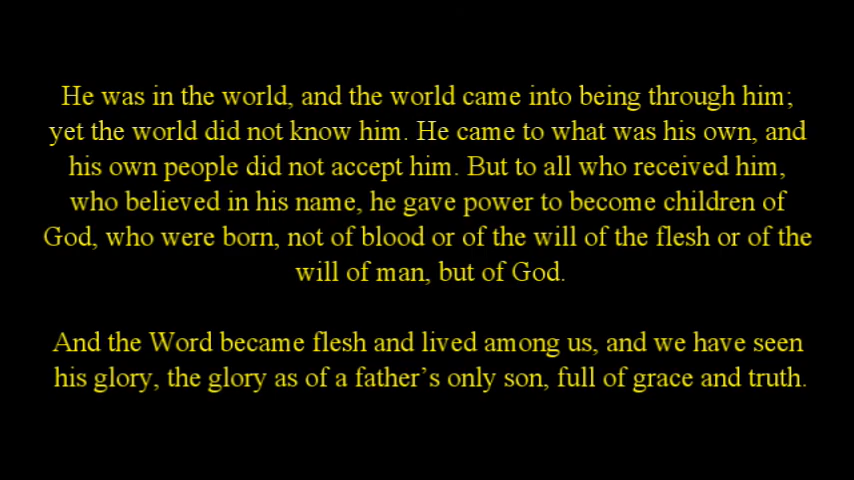 He was in the world, and the world came into being through him;
yet the world did not know him. He came to what was his own, and
his own people did not accept him. But to all who received him,
who believed in his name, he gave power to become children of
God, who were born, not of blood or of the will of the flesh or of the
will of man, but of God.
And the Word became flesh and lived among us, and we have seen
his glory, the glory as of a father’s only son, full of grace and truth.